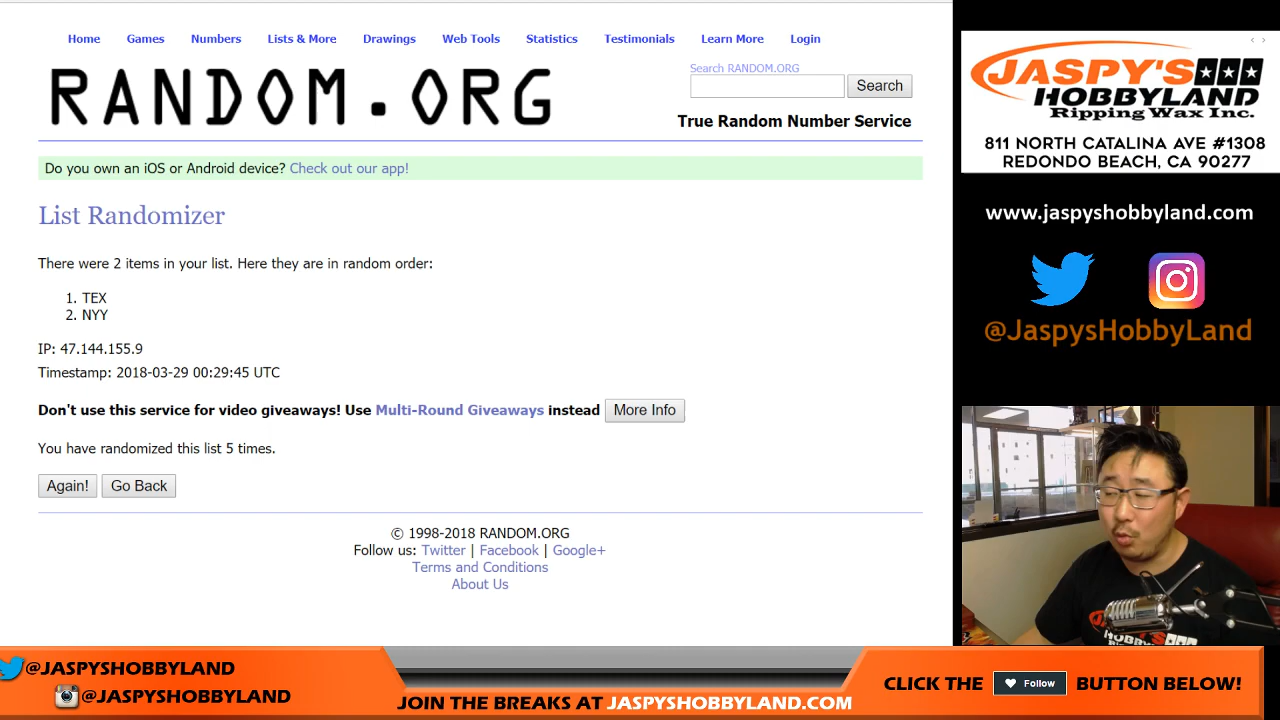 Home Games Numbers Lists & More Drawings Web Tools Statistics Testimonials Learn More Login
RANDOM.ORG
Search RANDOM.ORG
Search
True Random Number Service
Do you own an iOS or Android device? Check out our app!
List Randomizer
There were 2 items in your list. Here they are in random order:
1. TEX
2. NYY
IP: 47.144.155.9
Timestamp: 2018-03-29 00:29:45 UTC
Don't use this service for video giveaways! Use Multi-Round Giveaways instead More Info
You have randomized this list 5 times.
Again! Go Back
© 1998-2018 RANDOM.ORG
Follow us: Twitter | Facebook | Google+
Terms and Conditions
About Us
JASPY'S
HOBBYLAND
Ripping Wax Inc.
811 NORTH CATALINA AVE #1308
REDONDO BEACH, CA 90277
www.jaspyshobbyland.com
@JaspysHobbyLand
JASPY'S
HOBBYLAND
@JASPYSHOBBYLAND
@JASPYSHOBBYLAND
JOIN THE BREAKS AT JASPYSHOBBYLAND.COM
CLICK THE Follow BUTTON BELOW!